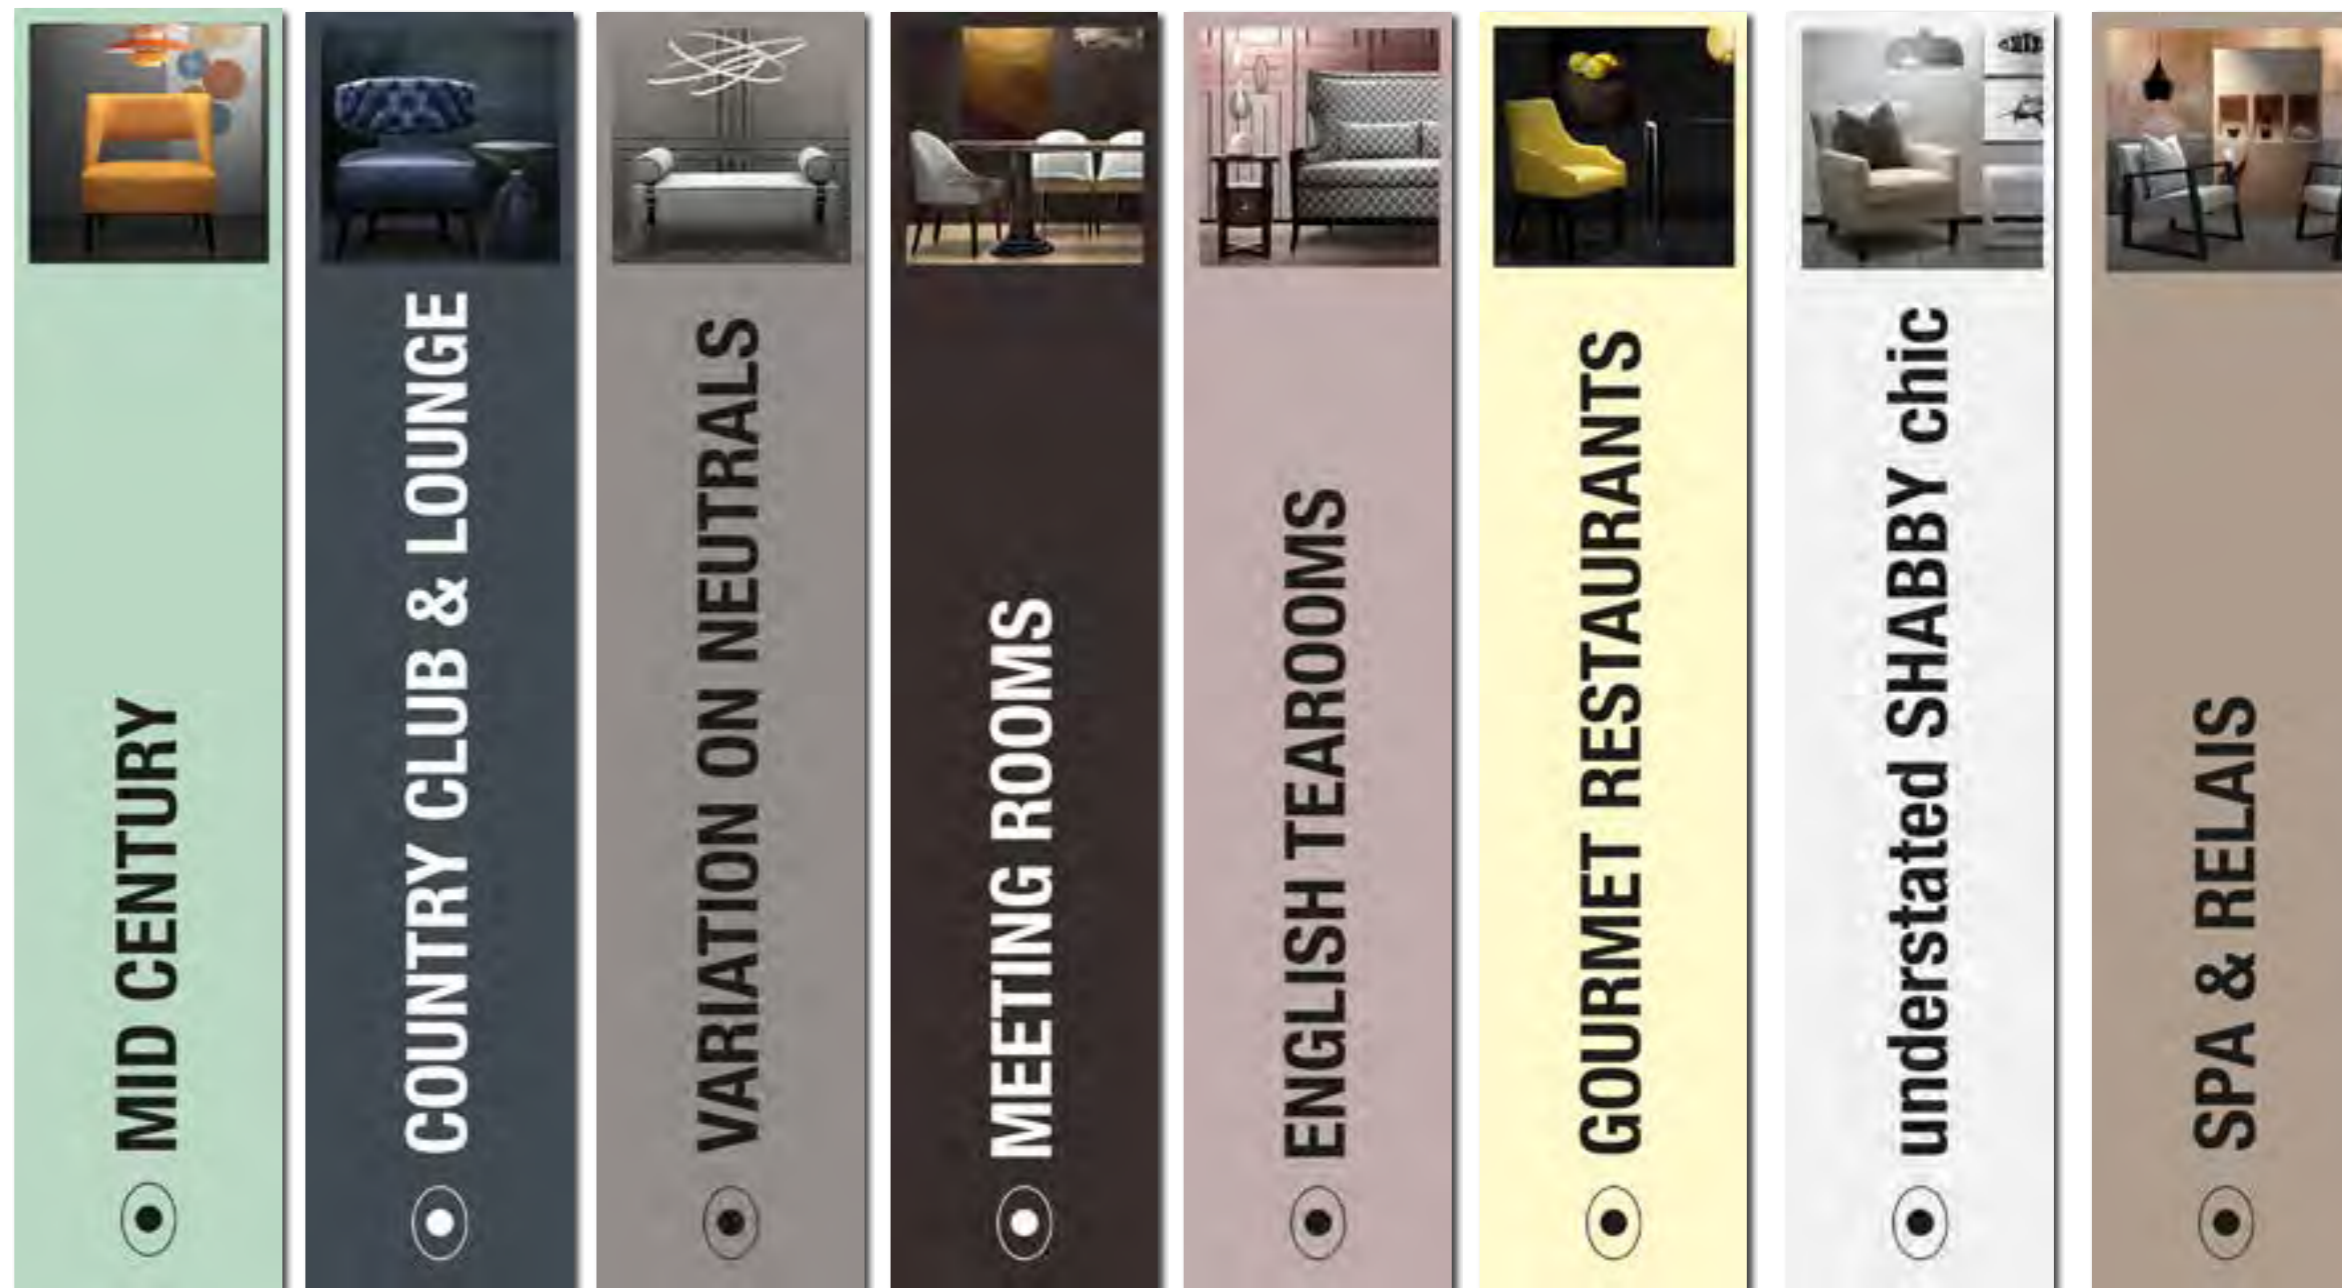 MID CENTURY
COUNTRY CLUB & LOUNGE
VARIATION ON NEUTRALS
MEETING ROOMS
ENGLISH TEAROOMS
GOURMET RESTAURANTS
understated SHABBY chic
SPA & RELAIS